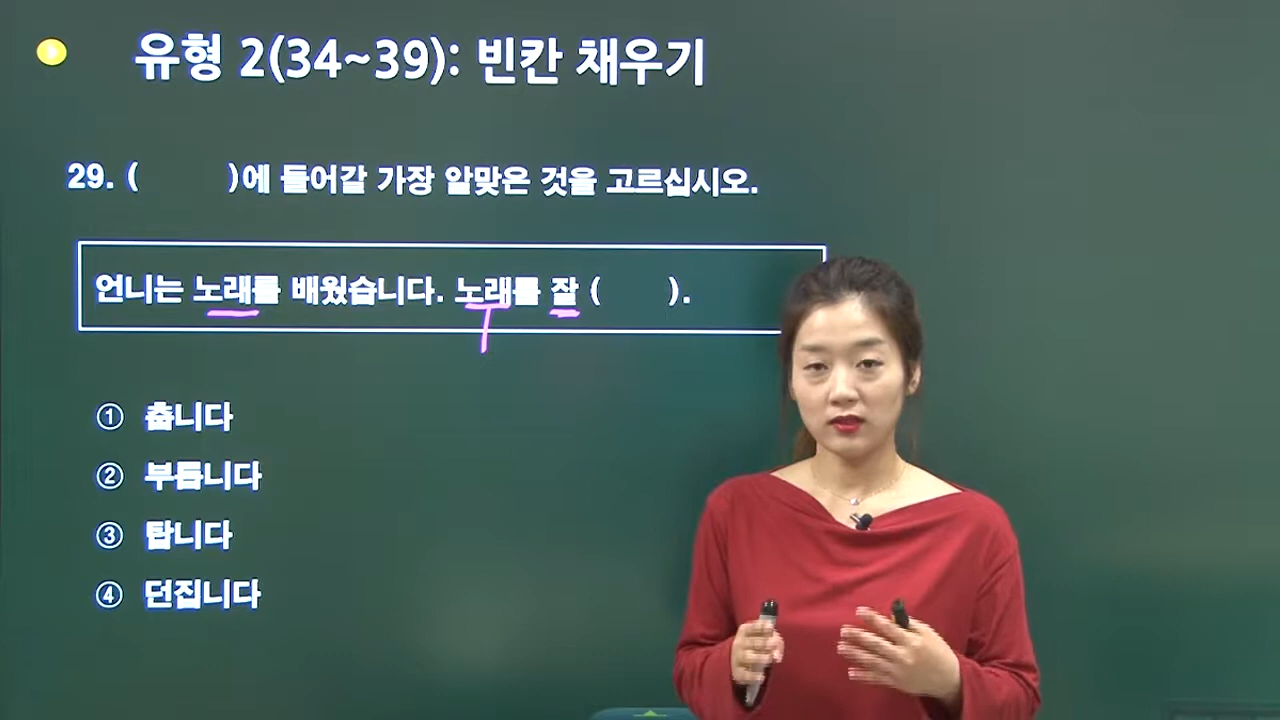 유형 2(34~39): 빈칸 채우기
29. (        )에 들어갈 가장 알맞은 것을 고르십시오.
언니는 노래를 배웠습니다. 노래를 잘 (        ).
① 춥니다
② 부릅니다
③ 탑니다
④ 던집니다